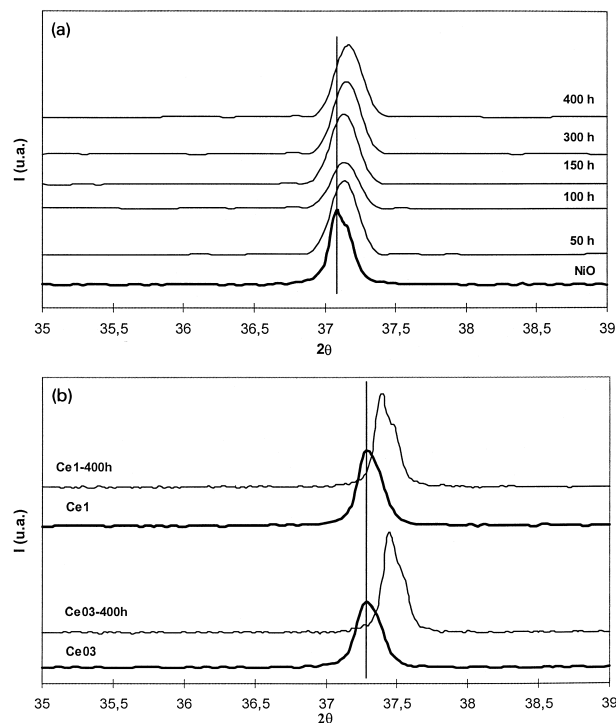 (a)
I (u.a.)
400 h
300 h
150 h
100 h
50 h
NiO
35 35,5 36 36,5 37 37,5 38 38,5 39
2θ
(b)
I (u.a.)
Ce1-400h
Ce1
Ce03-400h
Ce03
35 35,5 36 36,5 37 37,5 38 38,5 39
2θ